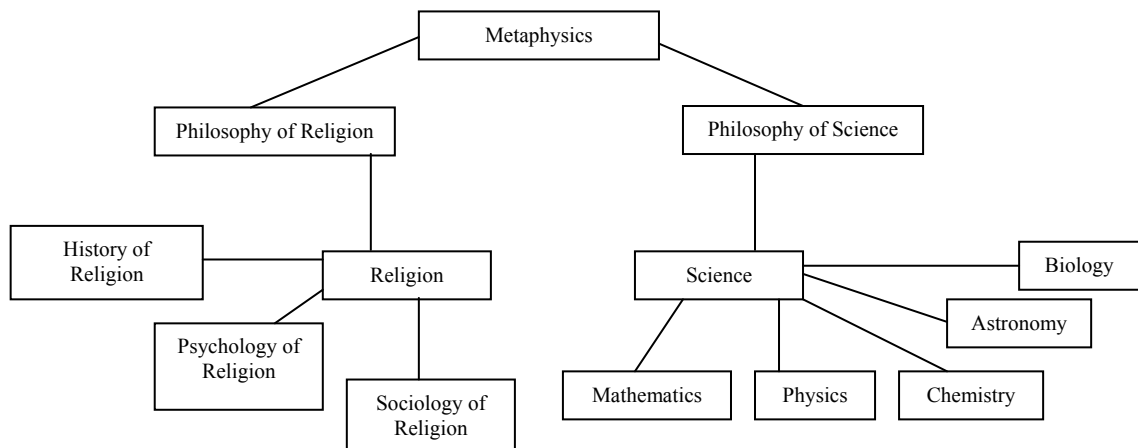 Metaphysics
Philosophy of Religion
Philosophy of Science
History of
Religion
Religion
Science
Biology
Psychology of
Religion
Astronomy
Sociology of
Religion
Mathematics
Physics
Chemistry